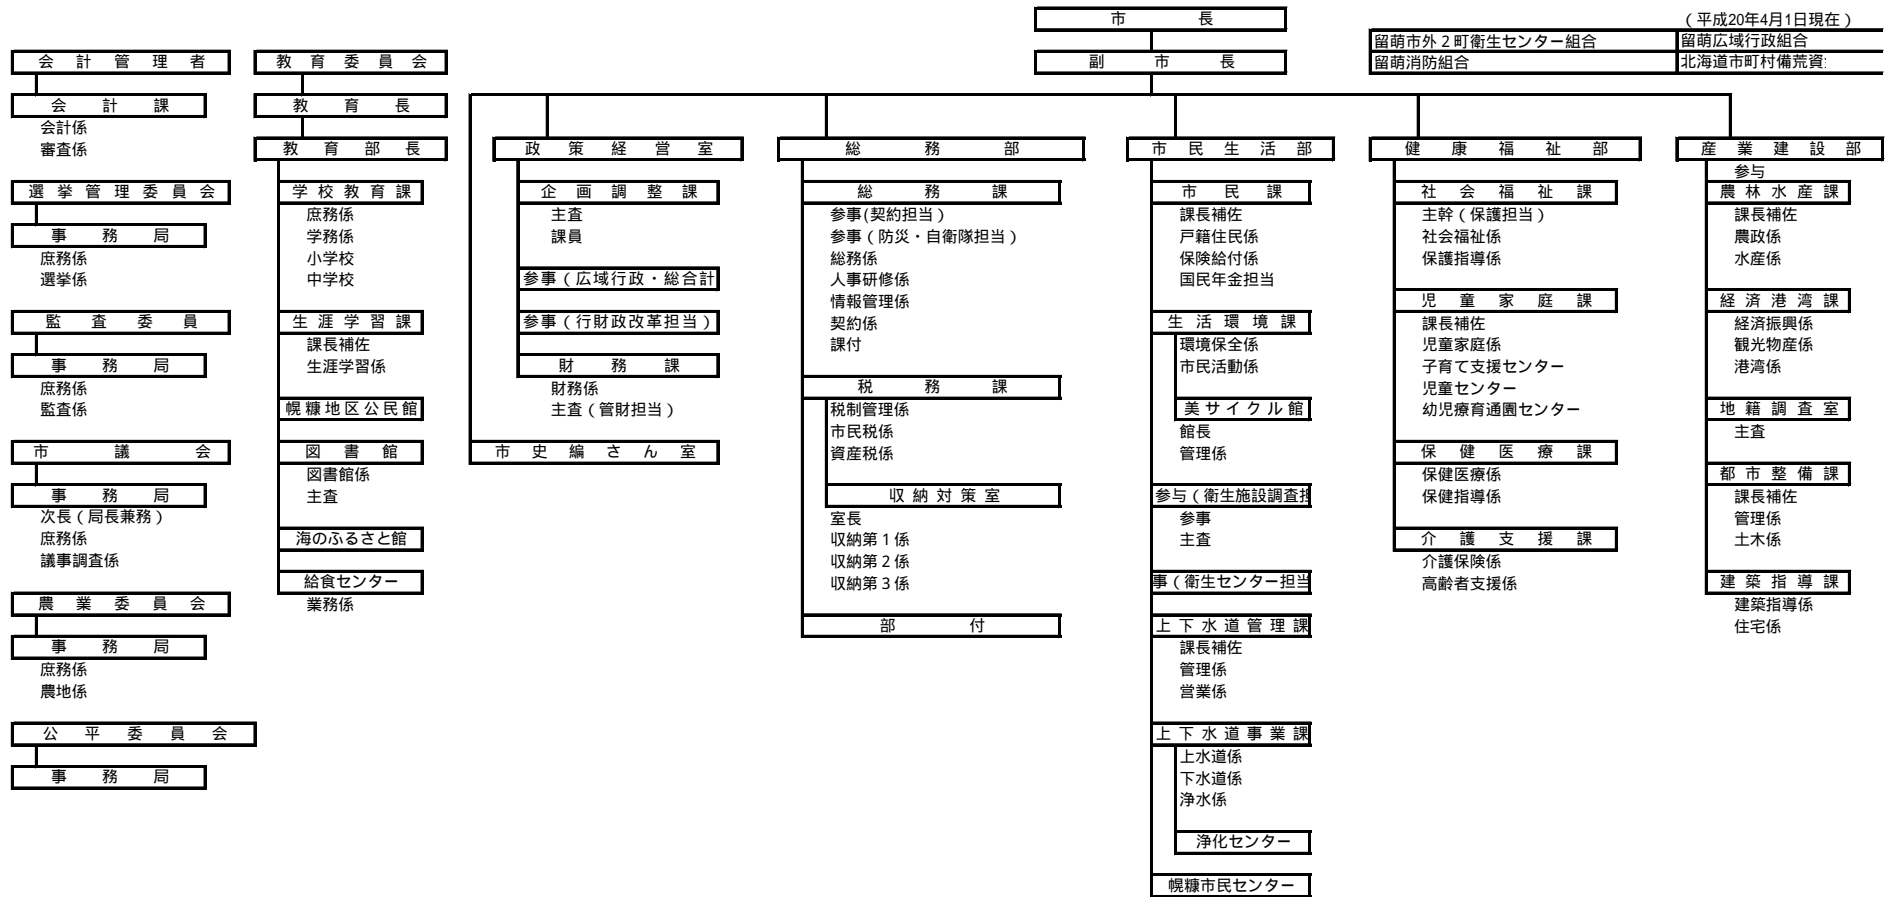 市長
(平成20年4月1日現在)
留萌市外2町衛生センター組合 留萌広域行政組合
留萌消防組合 北海道市町村備荒資
副市長
会計管理者
会計課
会計係
審査係
選挙管理委員会
事務局
庶務係
選挙係
監査委員
事務局
庶務係
監査係
市議会
事務局
次長(局長兼務)
庶務係
議事調査係
農業委員会
事務局
庶務係
農地係
公平委員会
事務局
教育委員会
教育長
教育部長
学校教育課
庶務係
学務係
小学校
中学校
生涯学習課
課長補佐
生涯学習係
幌糠地区公民館
図書館
図書館係
主査
海のふるさと館
給食センター
業務係
政策経営室
企画調整課
主査
課員
参事(広域行政・総合計
参事(行財政改革担当)
財務課
財務係
主査(管財担当)
市史編さん室
総務部
総務課
参事(契約担当)
参事(防災・自衛隊担当)
総務係
人事研修係
情報管理係
契約係
課付
税務課
税制管理係
市民税係
資産税係
収納対策室
室長
収納第1係
収納第2係
収納第3係
部付
市民生活部
市民課
課長補佐
戸籍住民係
保険給付係
国民年金担当
生活環境課
環境保全係
市民活動係
美サイクル館
館長
管理係
参与(衛生施設調査担
参事
主査
事(衛生センター担当
上下水道管理課
課長補佐
管理係
営業係
上下水道事業課
上水道係
下水道係
浄水係
浄化センター
幌糠市民センター
健康福祉部
社会福祉課
主幹(保護担当)
社会福祉係
保護指導係
児童家庭課
課長補佐
児童家庭係
子育て支援センター
児童センター
幼児療育通園センター
保健医療課
保健医療係
保健指導係
介護支援課
介護保険係
高齢者支援係
産業建設部
参与
農林水産課
課長補佐
農政係
水産係
経済港湾課
経済振興係
観光物産係
港湾係
地籍調査室
主査
都市整備課
課長補佐
管理係
土木係
建築指導課
建築指導係
住宅係